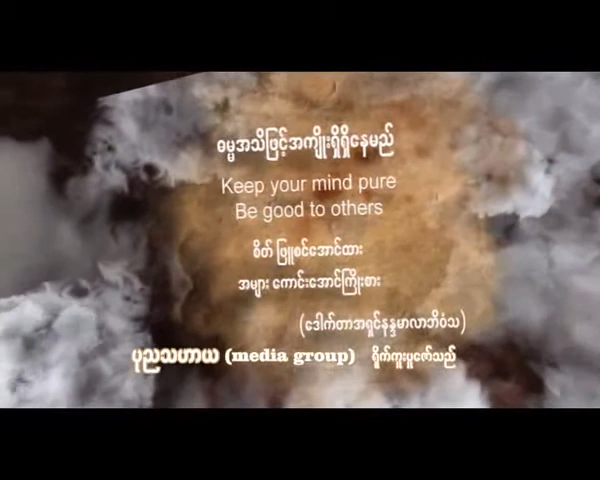 ဓမ္မအသိဖြင့်အကျိုးရှိရှိနေမည်
Keep your mind pure
Be good to others
စိတ် ဖြူစင်အောင်ထား
အများ ကောင်းအောင်ကြိုးစား
(ဒေါက်တာအရှင်နန္ဒမာလာဘိဝံသ)
ပုညသဟာယ (media group) ရိုက်ကူးပူဇော်သည်